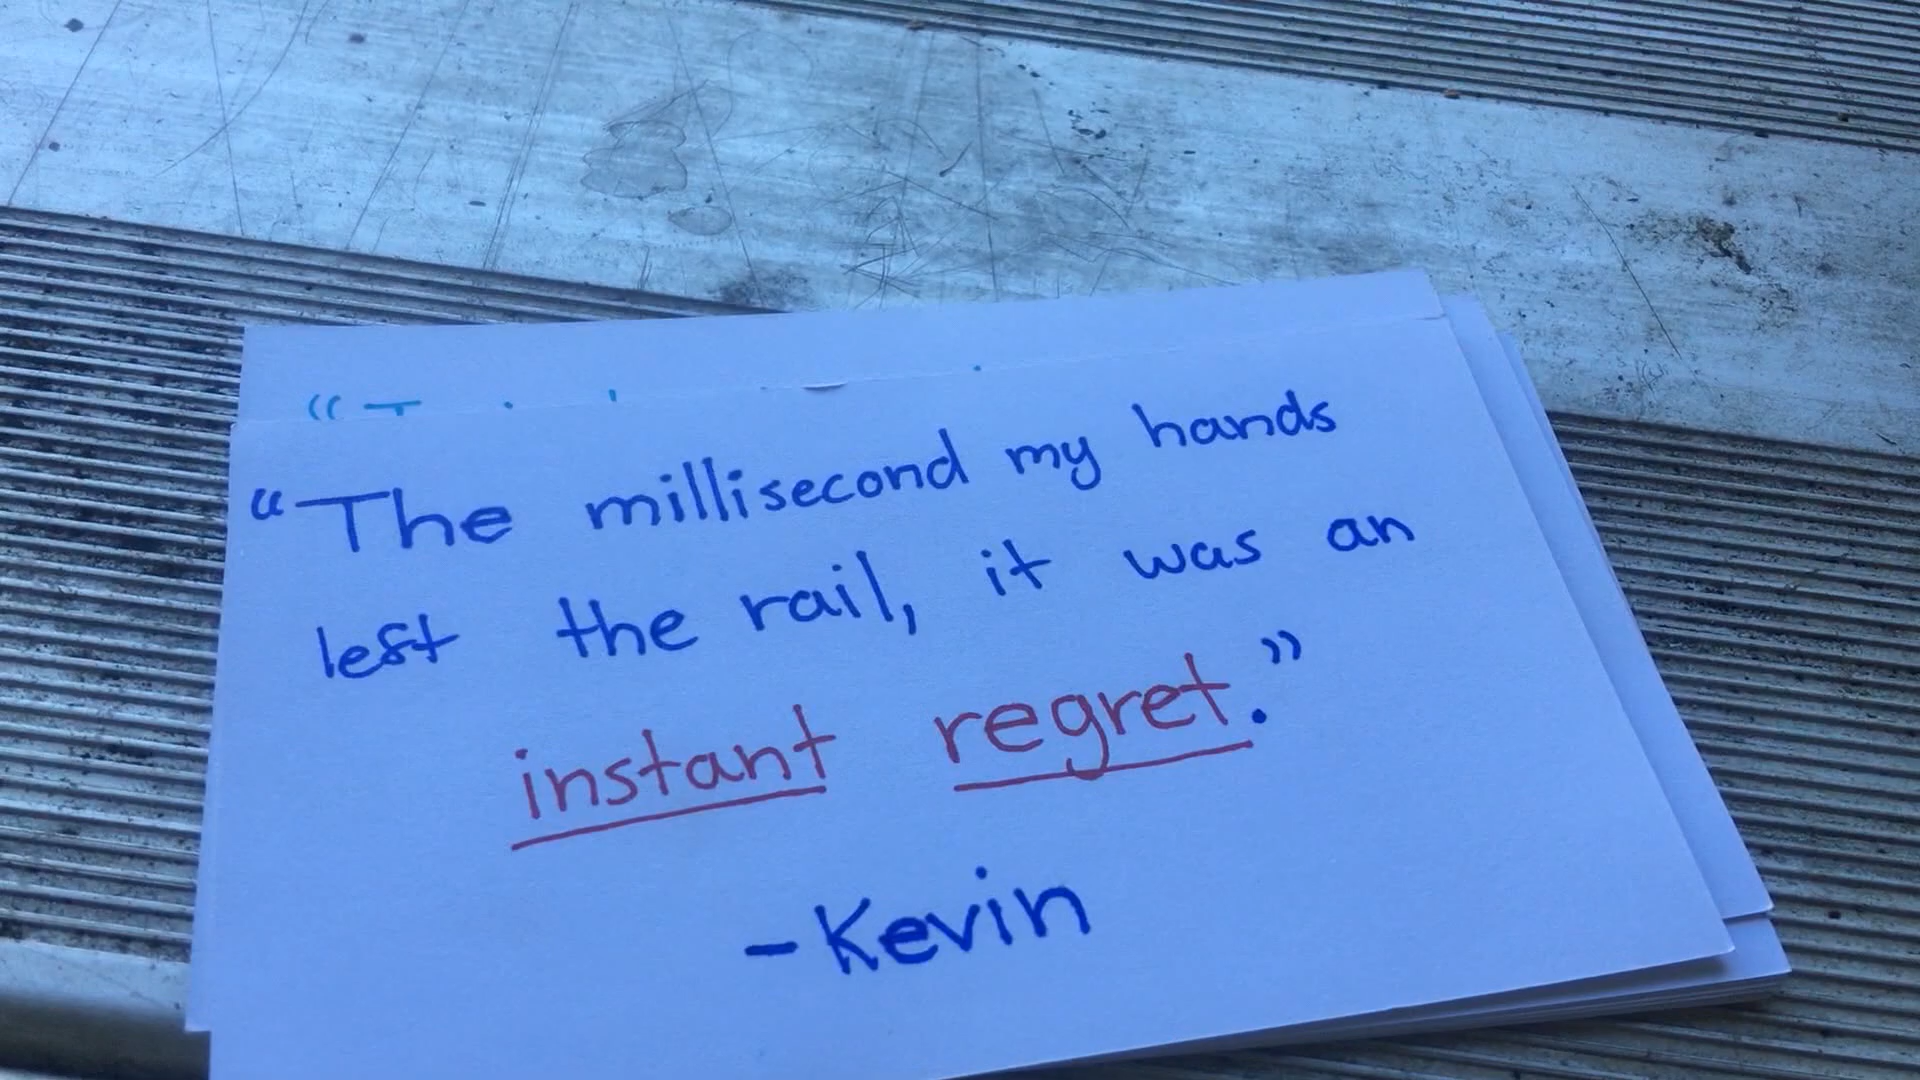 “The millisecond my hands
left the rail, it was an
instant regret.”
-Kevin